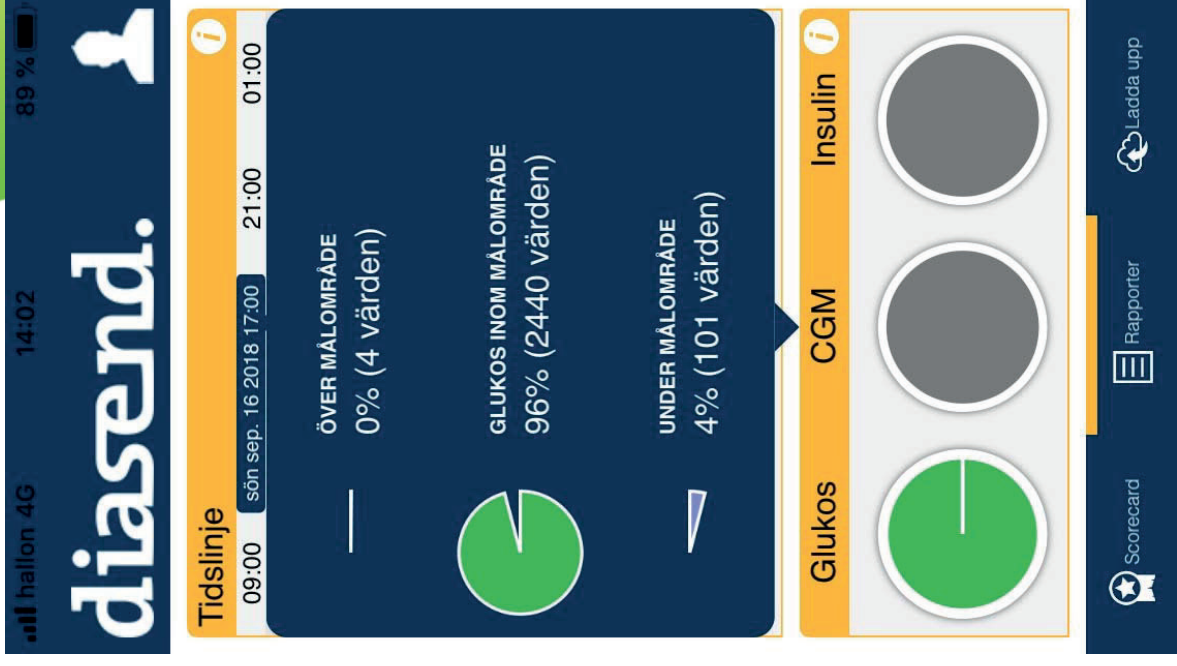 hallon 4G 14:02 89 %
diasend.
Tidslinje
09:00 sön sep. 16 2018 17:00 21:00 01:00
ÖVER MÅLOMRÅDE
0% (4 värden)
GLUKOS INOM MÅLOMRÅDE
96% (2440 värden)
UNDER MÅLOMRÅDE
4% (101 värden)
Glukos CGM Insulin
Scorecard Rapporter Ladda upp